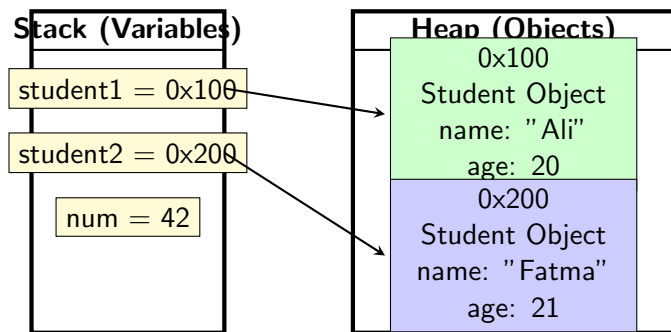 Stack (Variables)
student1 = 0x100
student2 = 0x200
num = 42
Heap (Objects)
0x100
Student Object
name: ”Ali”
age: 20
0x200
Student Object
name: ”Fatma”
age: 21